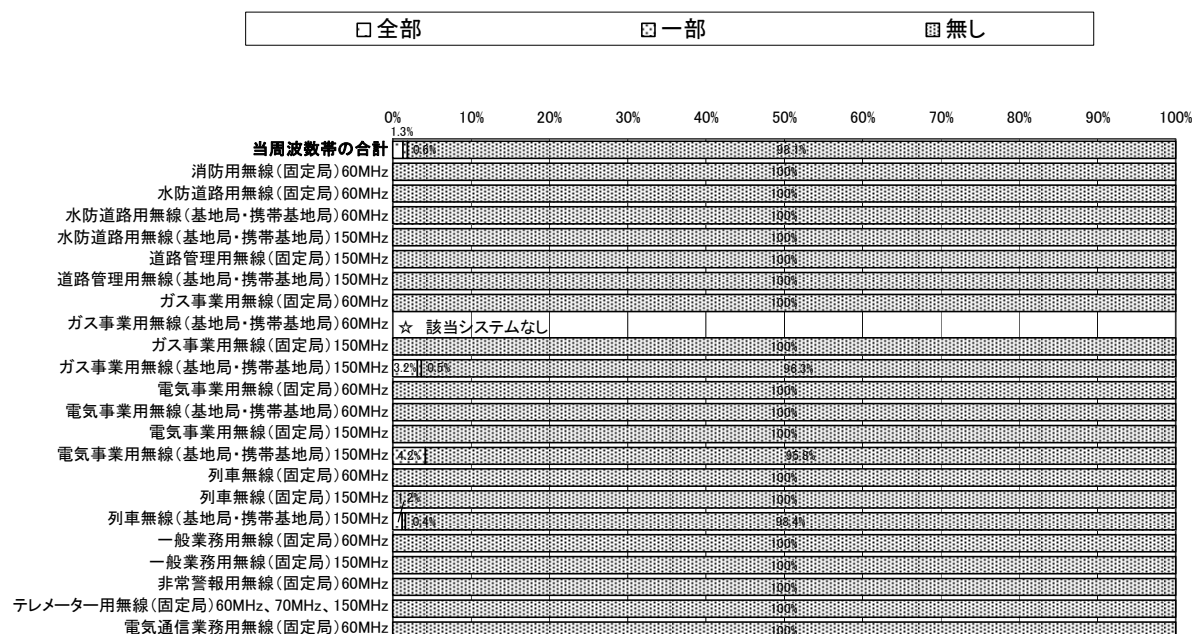 全部 一部 無し
0% 10% 20% 30% 40% 50% 60% 70% 80% 90% 100%
1.3%
当周波数帯の合計 0.6% 98.1%
消防用無線(固定局)60MHz 100%
水防道路用無線(固定局)60MHz 100%
水防道路用無線(基地局・携帯基地局)60MHz 100%
水防道路用無線(基地局・携帯基地局)150MHz 100%
道路管理用無線(固定局)150MHz 100%
道路管理用無線(基地局・携帯基地局)150MHz 100%
ガス事業用無線(固定局)60MHz 100%
ガス事業用無線(基地局・携帯基地局)60MHz ☆ 該当システムなし
ガス事業用無線(固定局)150MHz 100%
ガス事業用無線(基地局・携帯基地局)150MHz 3.2% 0.5% 96.3%
電気事業用無線(固定局)60MHz 100%
電気事業用無線(基地局・携帯基地局)60MHz 100%
電気事業用無線(固定局)150MHz 100%
電気事業用無線(基地局・携帯基地局)150MHz 4.2% 95.8%
列車無線(固定局)60MHz 100%
列車無線(固定局)150MHz 1.2% 100%
列車無線(基地局・携帯基地局)150MHz 0.4% 98.4%
一般業務用無線(固定局)60MHz 100%
一般業務用無線(固定局)150MHz 100%
非常警報用無線(固定局)60MHz 100%
テレメーター用無線(固定局)60MHz、70MHz、150MHz 100%
電気通信業務用無線(固定局)60MHz 100%